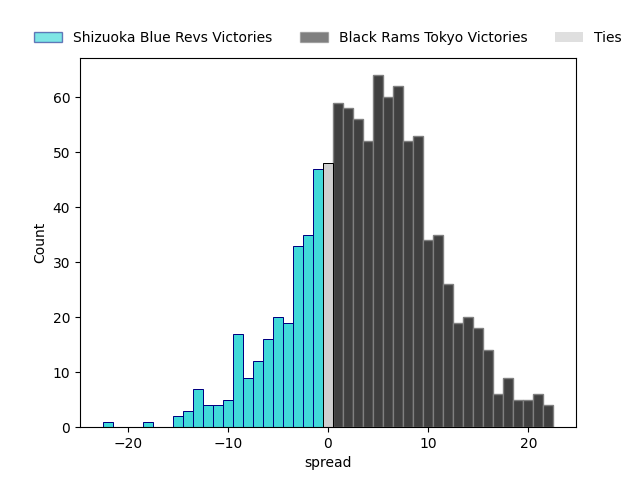 Shizuoka Blue Revs Victories Black Rams Tokyo Victories Ties
60
50
40
30
20
10
0
Count
−20 −10 0 10 20
spread